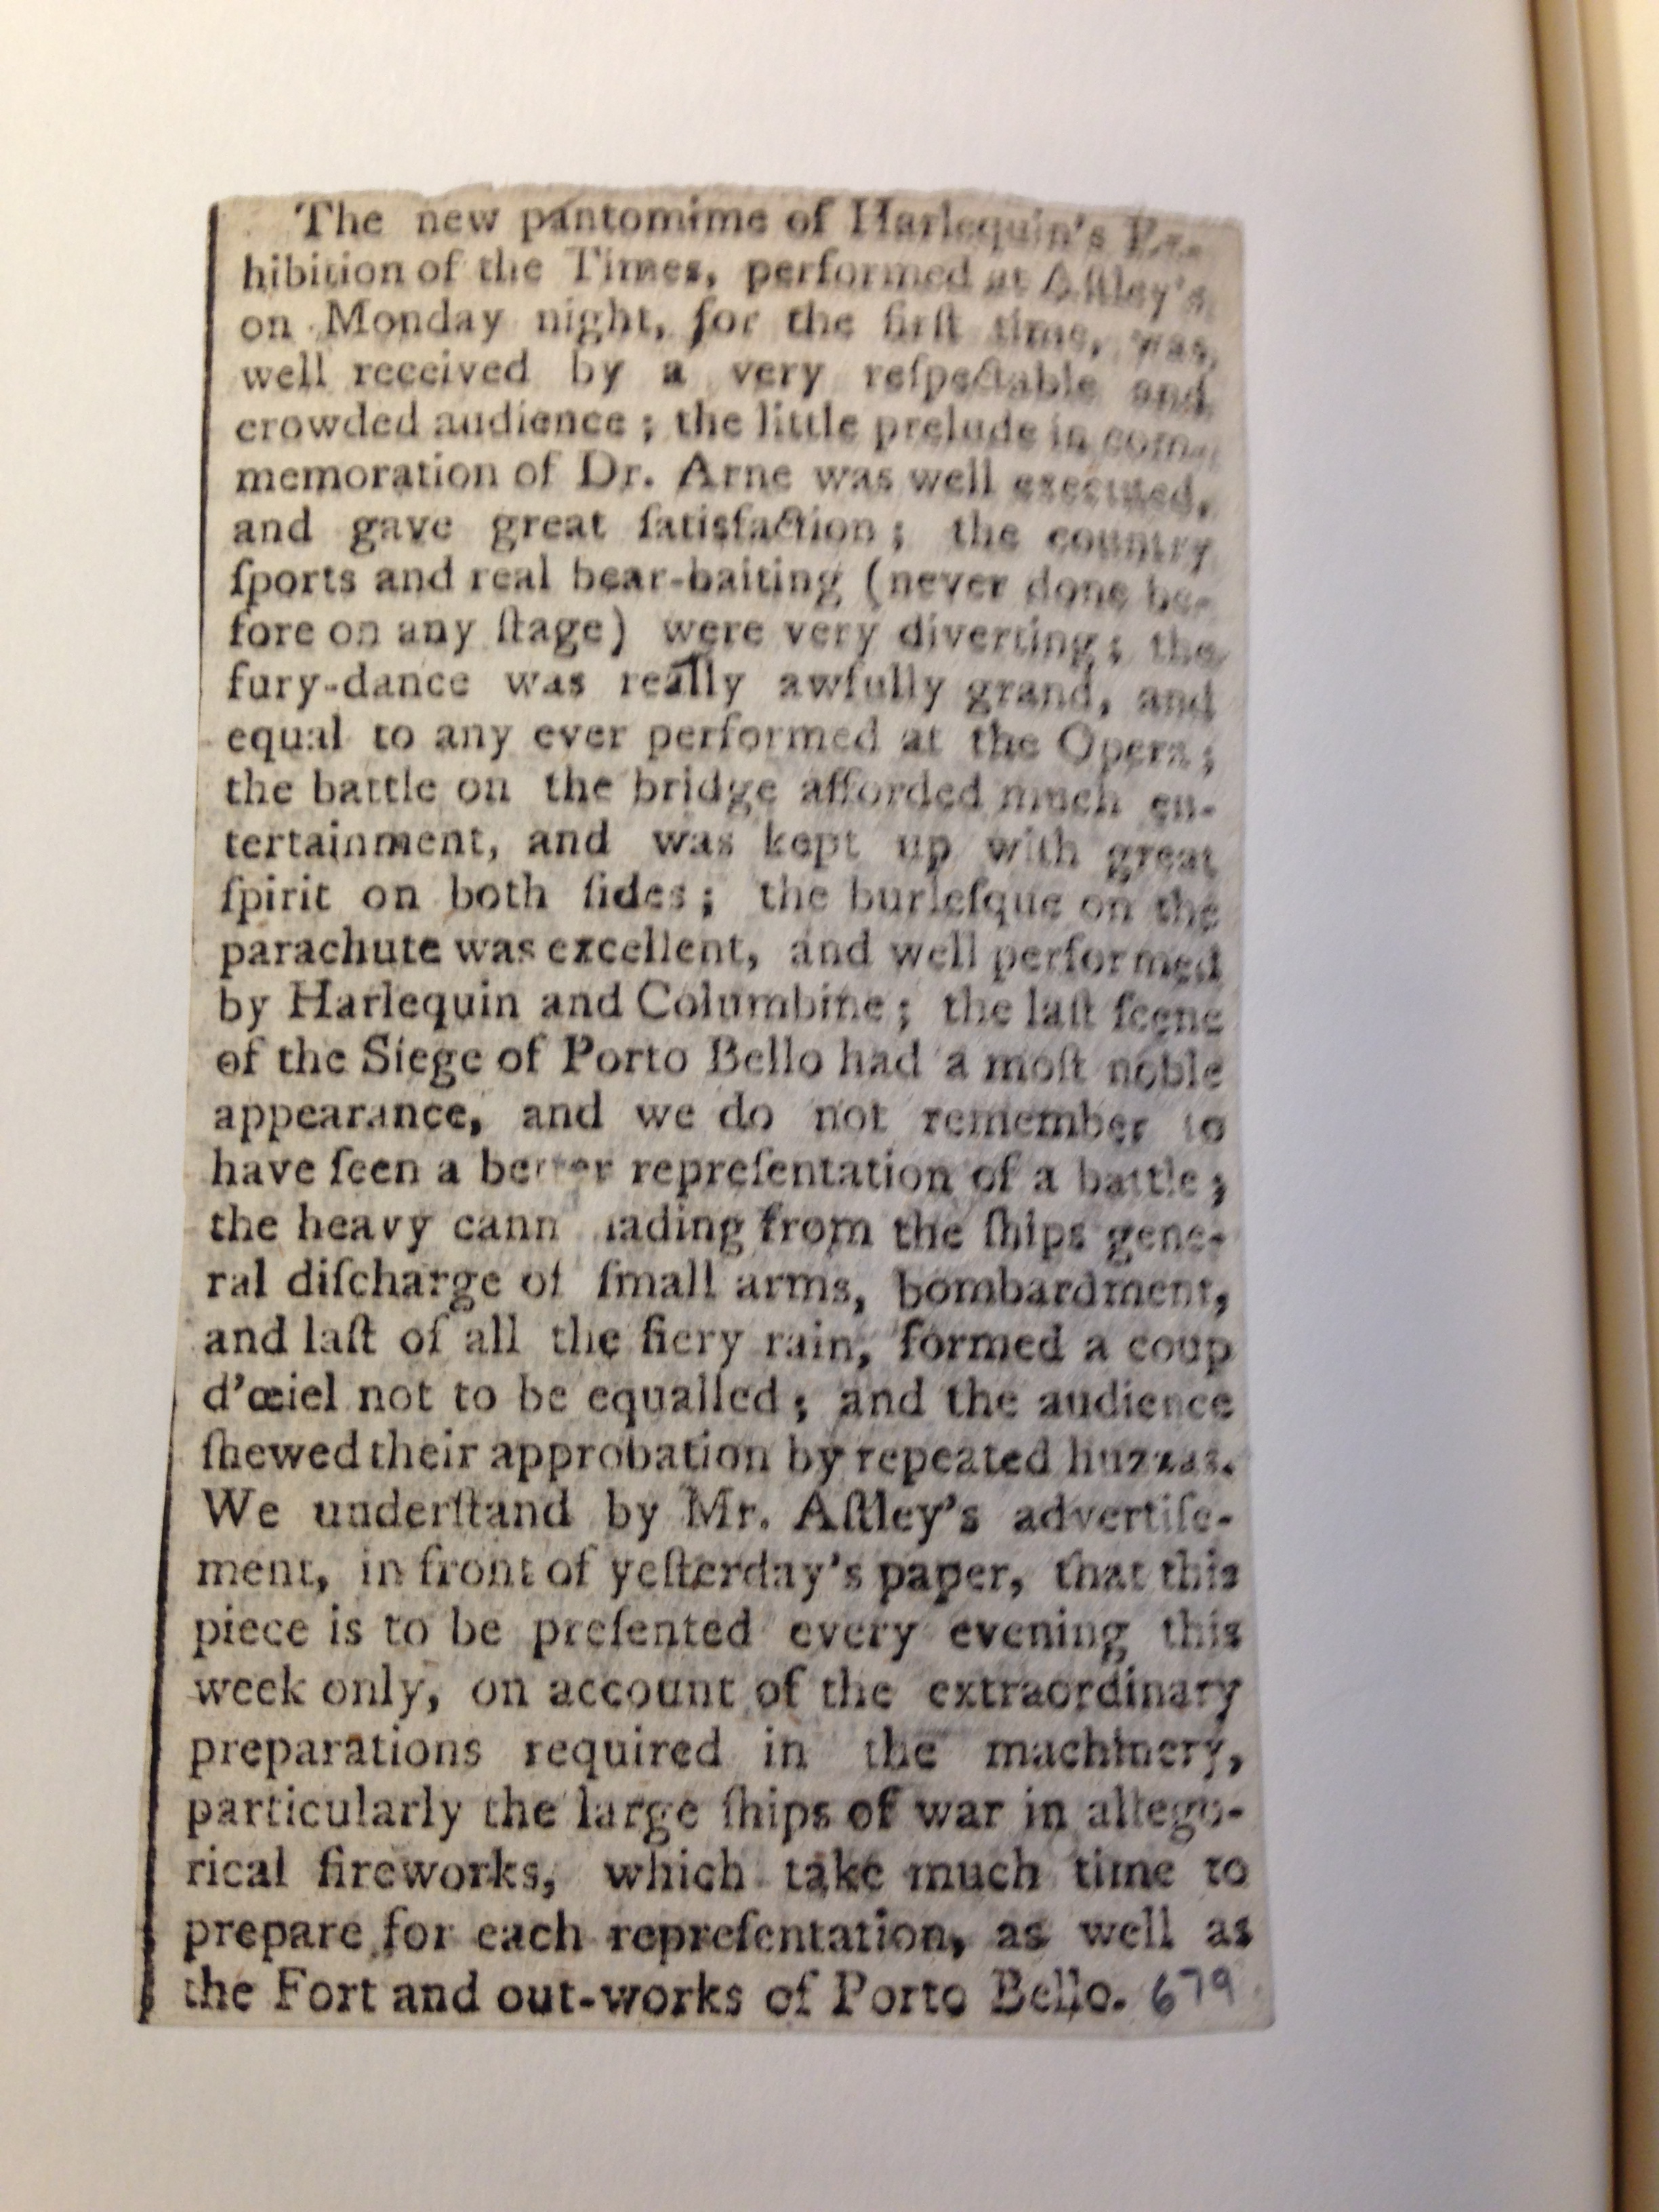 The new pantomime of Harlequin's Ex-
hibition of the Times, performed at Aſtley's
on Monday night, for the firſt time, was
well received by a very reſpectable and
crowded audience ; the little prelude in com-
memoration of Dr. Arne was well executed,
and gave great ſatisfaction ; the country
ſports and real bear-baiting (never done be-
fore on any ſtage) were very diverting ; the
fury-dance was really awfully grand, and
equal to any ever performed at the Opera ;
the battle on the bridge afforded much en-
tertainment, and was kept up with great
ſpirit on both ſides ; the burleſque on the
parachute was excellent, and well performed
by Harlequin and Columbine ; the laſt ſcene
of the Siege of Porto Bello had a moſt noble
appearance, and we do not remember to
have ſeen a better repreſentation of a battle ;
the heavy cann iading from the ſhips gene-
ral diſcharge of ſmall arms, bombardment,
and laſt of all the fiery rain, formed a coup
d'œiel not to be equalled ; and the audience
ſhewed their approbation by repeated huzzas.
We underſtand by Mr. Aſtley's advertiſe-
ment, in front of yeſterday's paper, that this
piece is to be preſented every evening this
week only, on account of the extraordinary
preparations required in the machinery,
particularly the large ſhips of war in allego-
rical fireworks, which take much time to
prepare for each repreſentation, as well as
the Fort and out-works of Porto Bello. 679